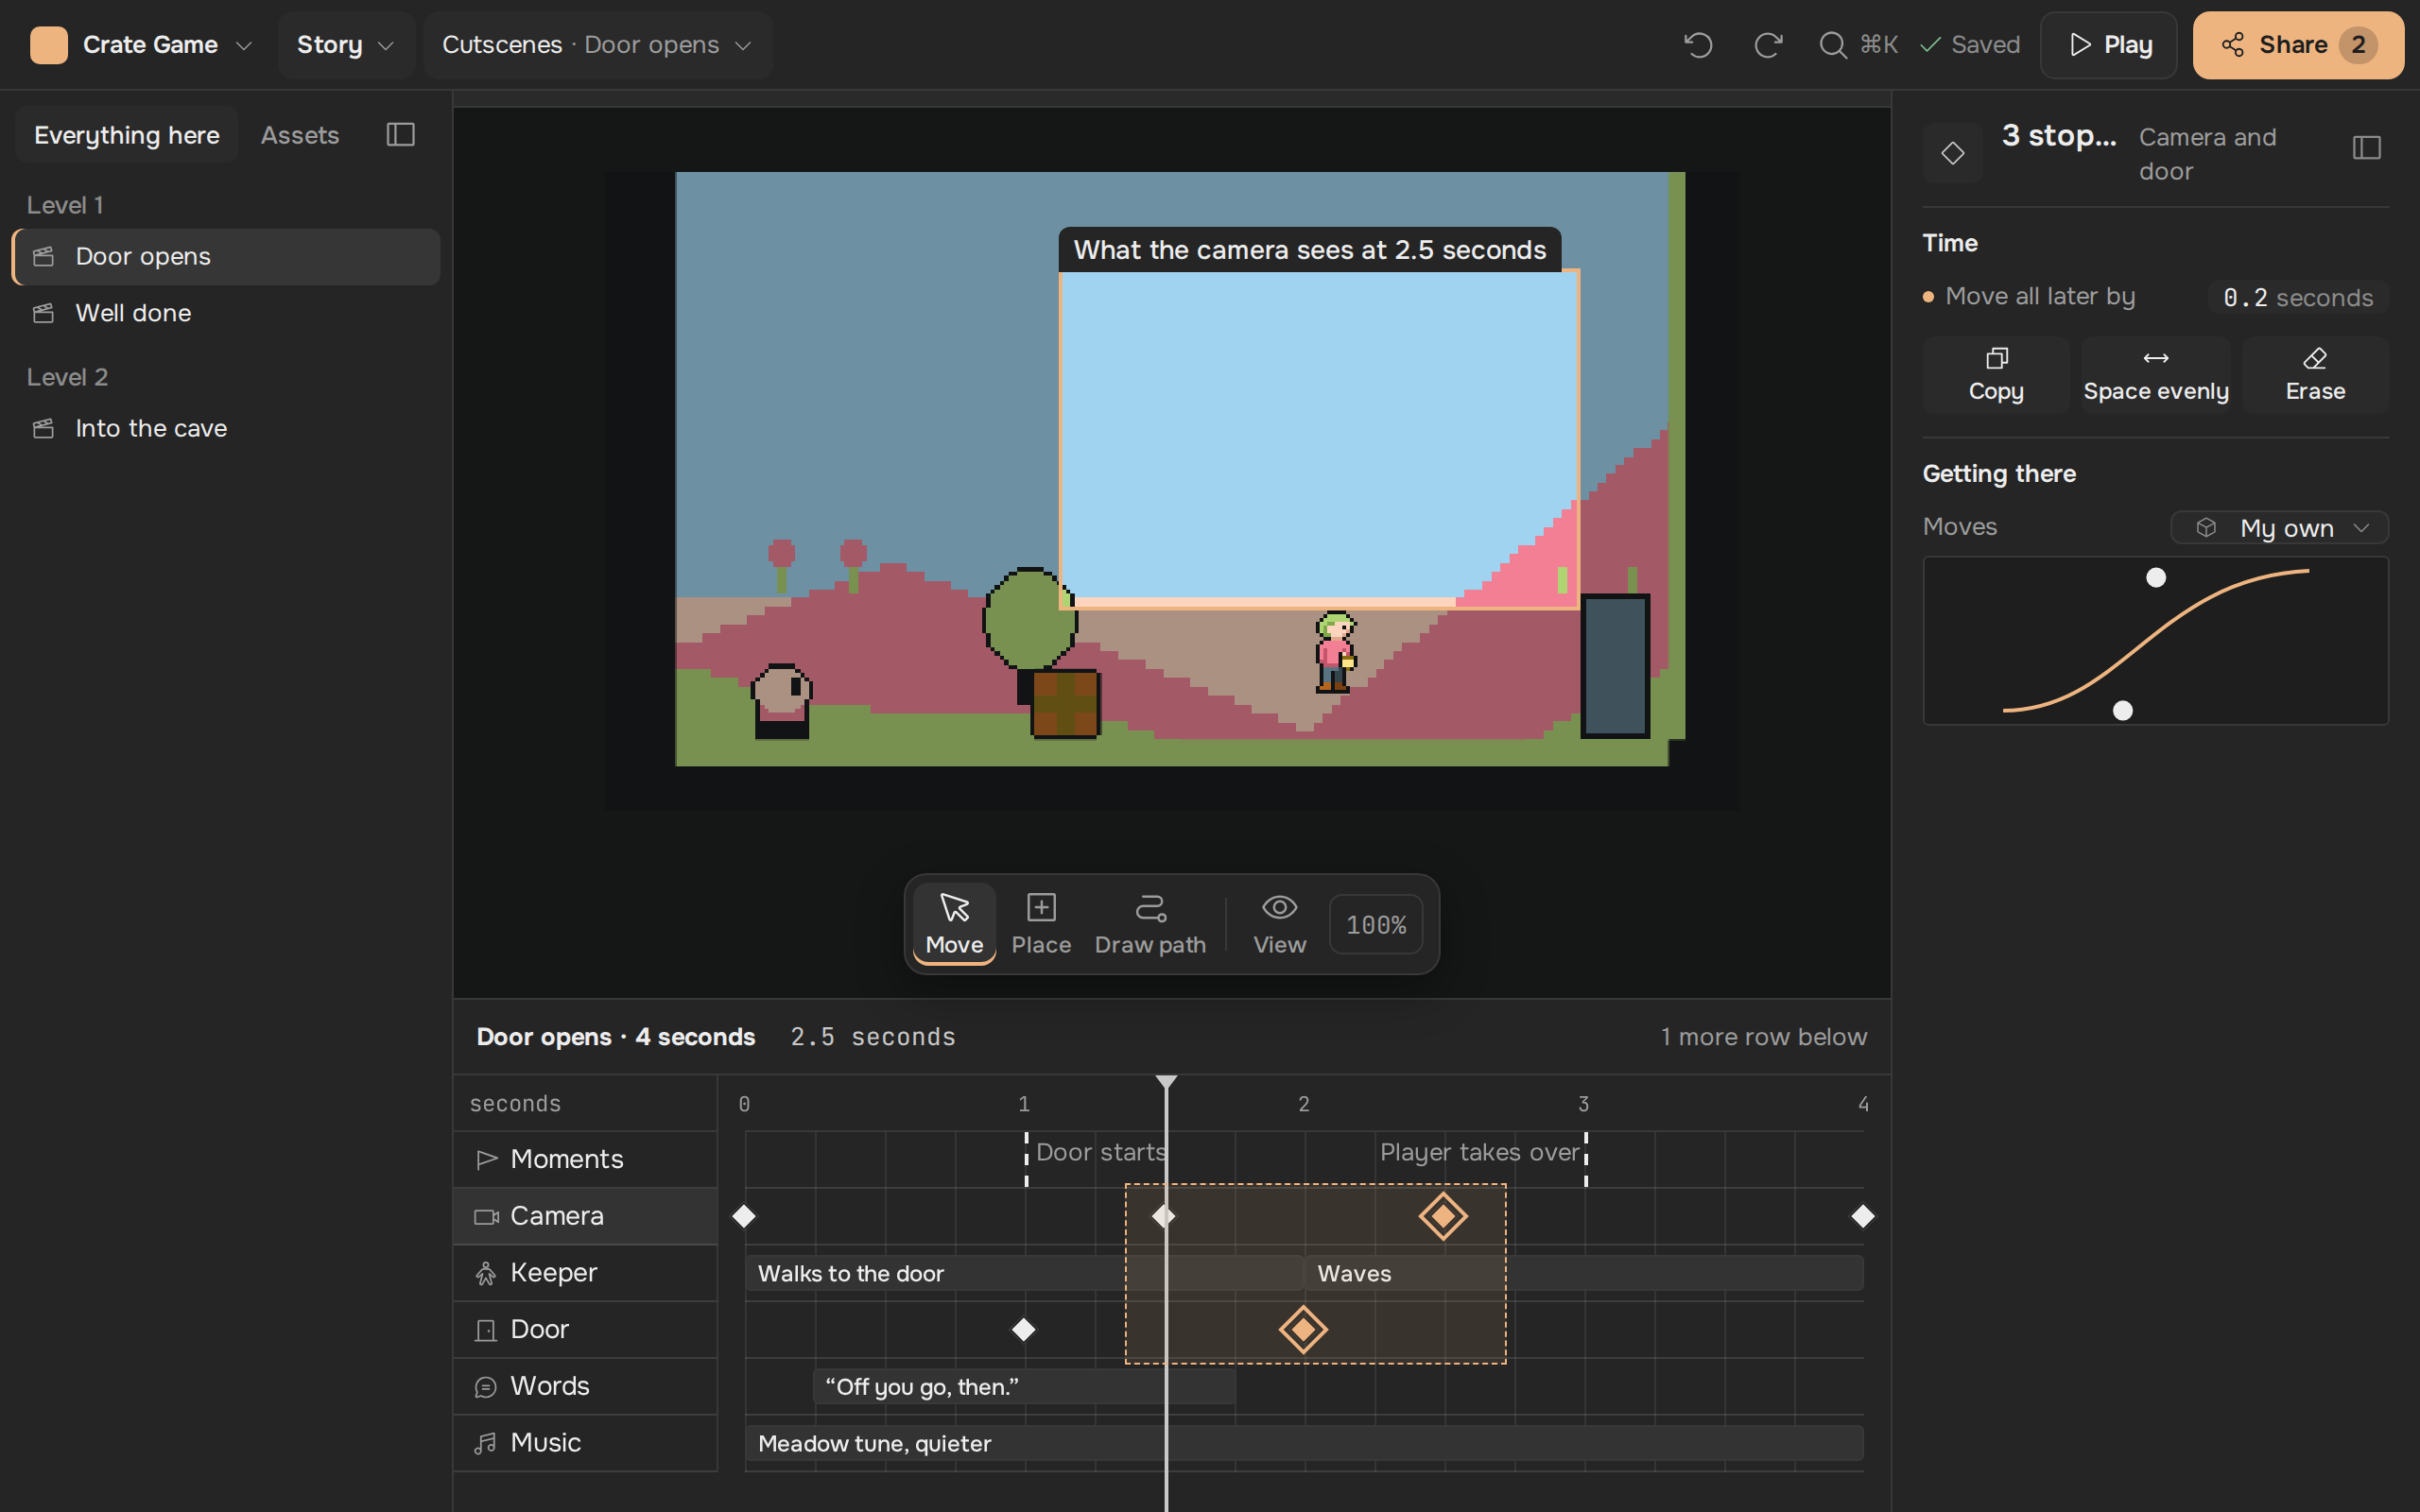 Crate Game
Story
Cutscenes · Door opens
⌘K
Saved
Play
Share 2
Everything here
Assets
Level 1
Door opens
Well done
Level 2
Into the cave
What the camera sees at 2.5 seconds
Move
Place
Draw path
View
100%
3 stop...
Camera and
door
Time
Move all later by
0.2 seconds
Copy
Space evenly
Erase
Getting there
Moves
My own
Door opens · 4 seconds
2.5 seconds
1 more row below
seconds
0
1
2
3
4
Moments
Door starts
Player takes over
Camera
Keeper
Walks to the door
Waves
Door
Words
“Off you go, then.”
Music
Meadow tune, quieter